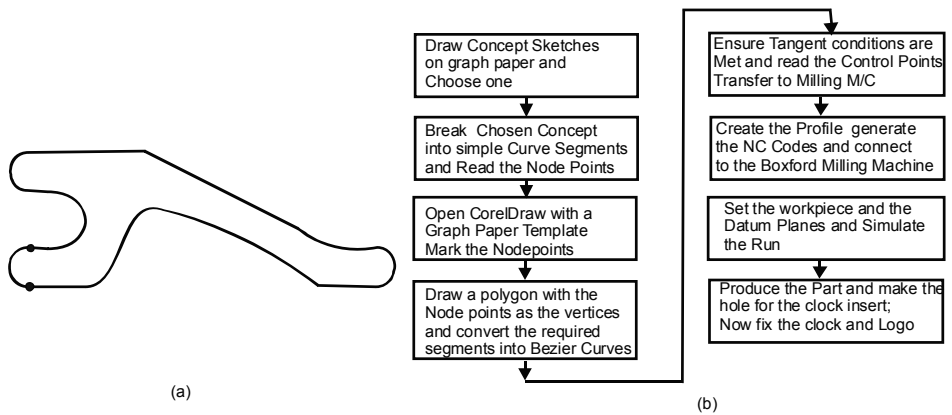 Draw Concept Sketches
on graph paper and
Choose one
Break Chosen Concept
into simple Curve Segments
and Read the Node Points
Open CorelDraw with a
Graph Paper Template
Mark the Nodepoints
Draw a polygon with the
Node points as the vertices
and convert the required
segments into Bezier Curves
Ensure Tangent conditions are
Met and read the Control Points
Transfer to Milling M/C
Create the Profile generate
the NC Codes and connect
to the Boxford Milling Machine
Set the workpiece and the
Datum Planes and Simulate
the Run
Produce the Part and make the
hole for the clock insert;
Now fix the clock and Logo
(a)
(b)